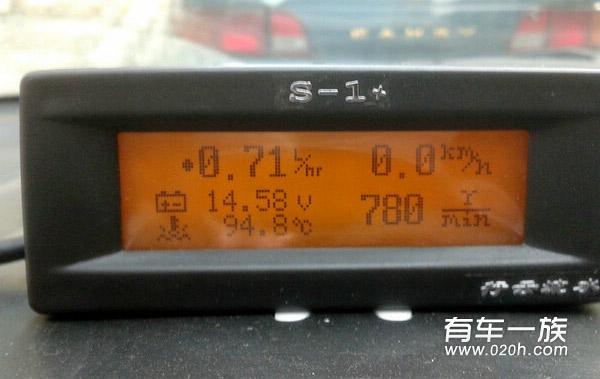 S-1+
0.71 L/hr 0.0 km/h
14.58 V
94.8℃
780 r/min
有车一族
www.020h.com